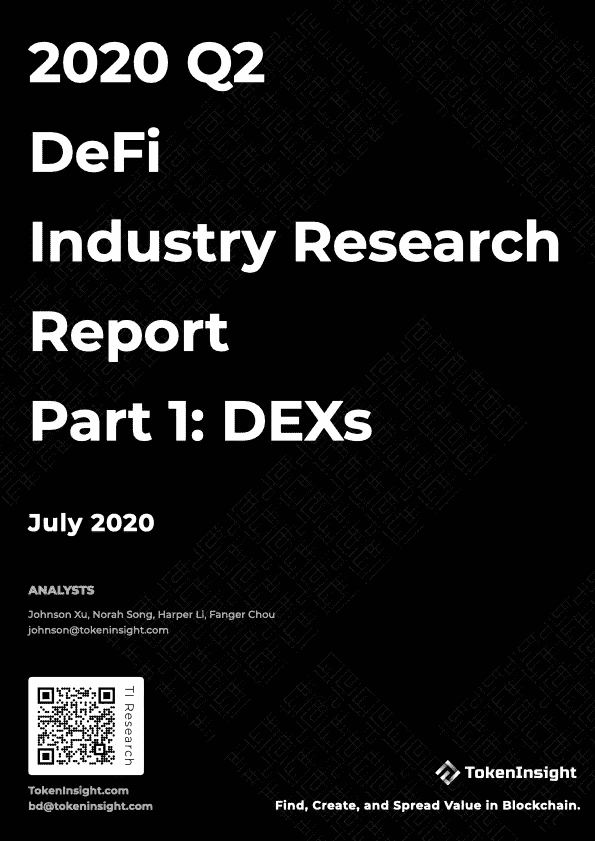 2020 Q2
DeFi
Industry Research
Report
Part 1: DEXs
July 2020
ANALYSTS
Johnson Xu, Norah Song, Harper Li, Fanger Chou
johnson@tokeninsight.com
TI Research
TokenInsight.com
bd@tokeninsight.com
TokenInsight
Find, Create, and Spread Value in Blockchain.